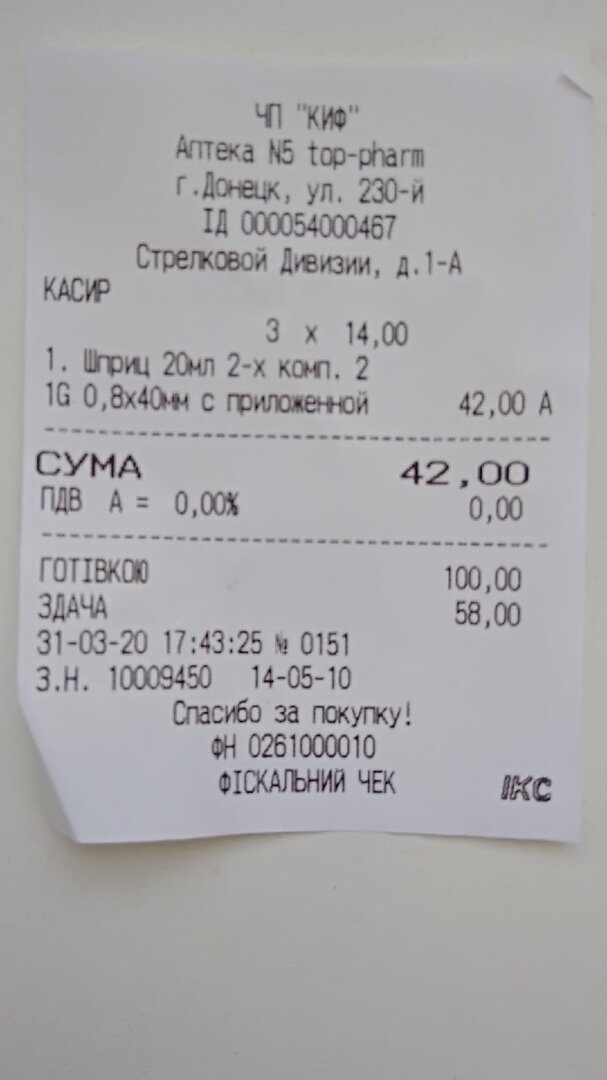 ЧП "КИФ"
Аптека N5 top-pharm
г.Донецк, ул. 230-й
ІД 000054000467
Стрелковой Дивизии, д.1-А
КАСИР
3 x 14,00
1. Шприц 20мл 2-х комп. 2
1G 0,8х40мм с приложенной 42,00 А
СУМА 42,00
ПДВ А = 0,00% 0,00
ГОТІВКОЮ 100,00
ЗДАЧА 58,00
31-03-20 17:43:25 № 0151
З.Н. 10009450 14-05-10
Спасибо за покупку!
ФН 0261000010
ФІСКАЛЬНИЙ ЧЕК ІКС